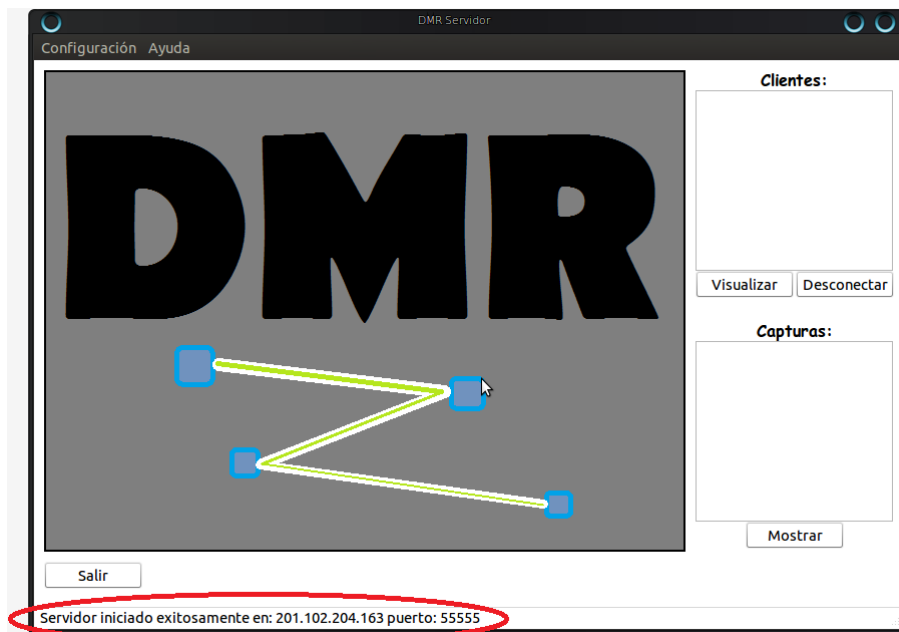 DMR Servidor
Configuración Ayuda
DMR
Clientes:
Visualizar Desconectar
Capturas:
Mostrar
Salir
Servidor iniciado exitosamente en: 201.102.204.163 puerto: 55555